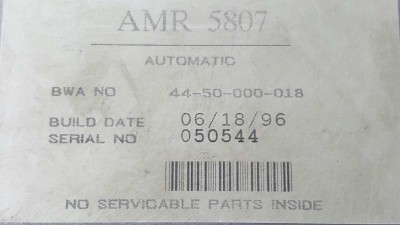 AMR 5807
AUTOMATIC
BWA NO 44-50-000-018
BUILD DATE 06/18/96
SERIAL NO 050544
NO SERVICABLE PARTS INSIDE